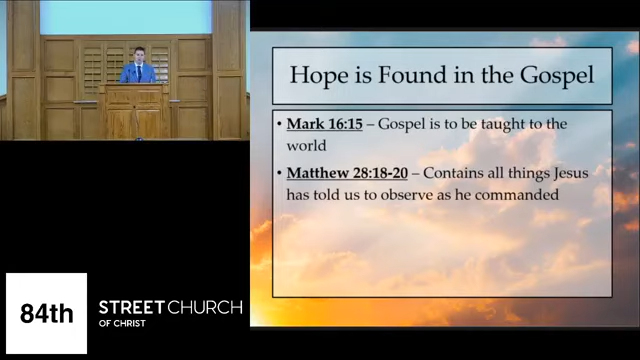 Hope is Found in the Gospel
• Mark 16:15 – Gospel is to be taught to the
world
• Matthew 28:18-20 – Contains all things Jesus
has told us to observe as he commanded
84th
STREET CHURCH
OF CHRIST